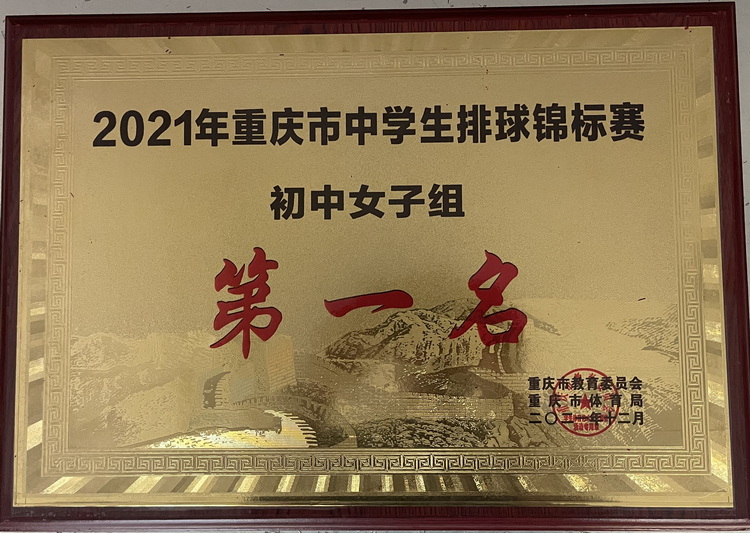 2021年重庆市中学生排球锦标赛
初中女子组
第一名
重庆市教育委员会
重庆市体育局
二〇二一年十二月